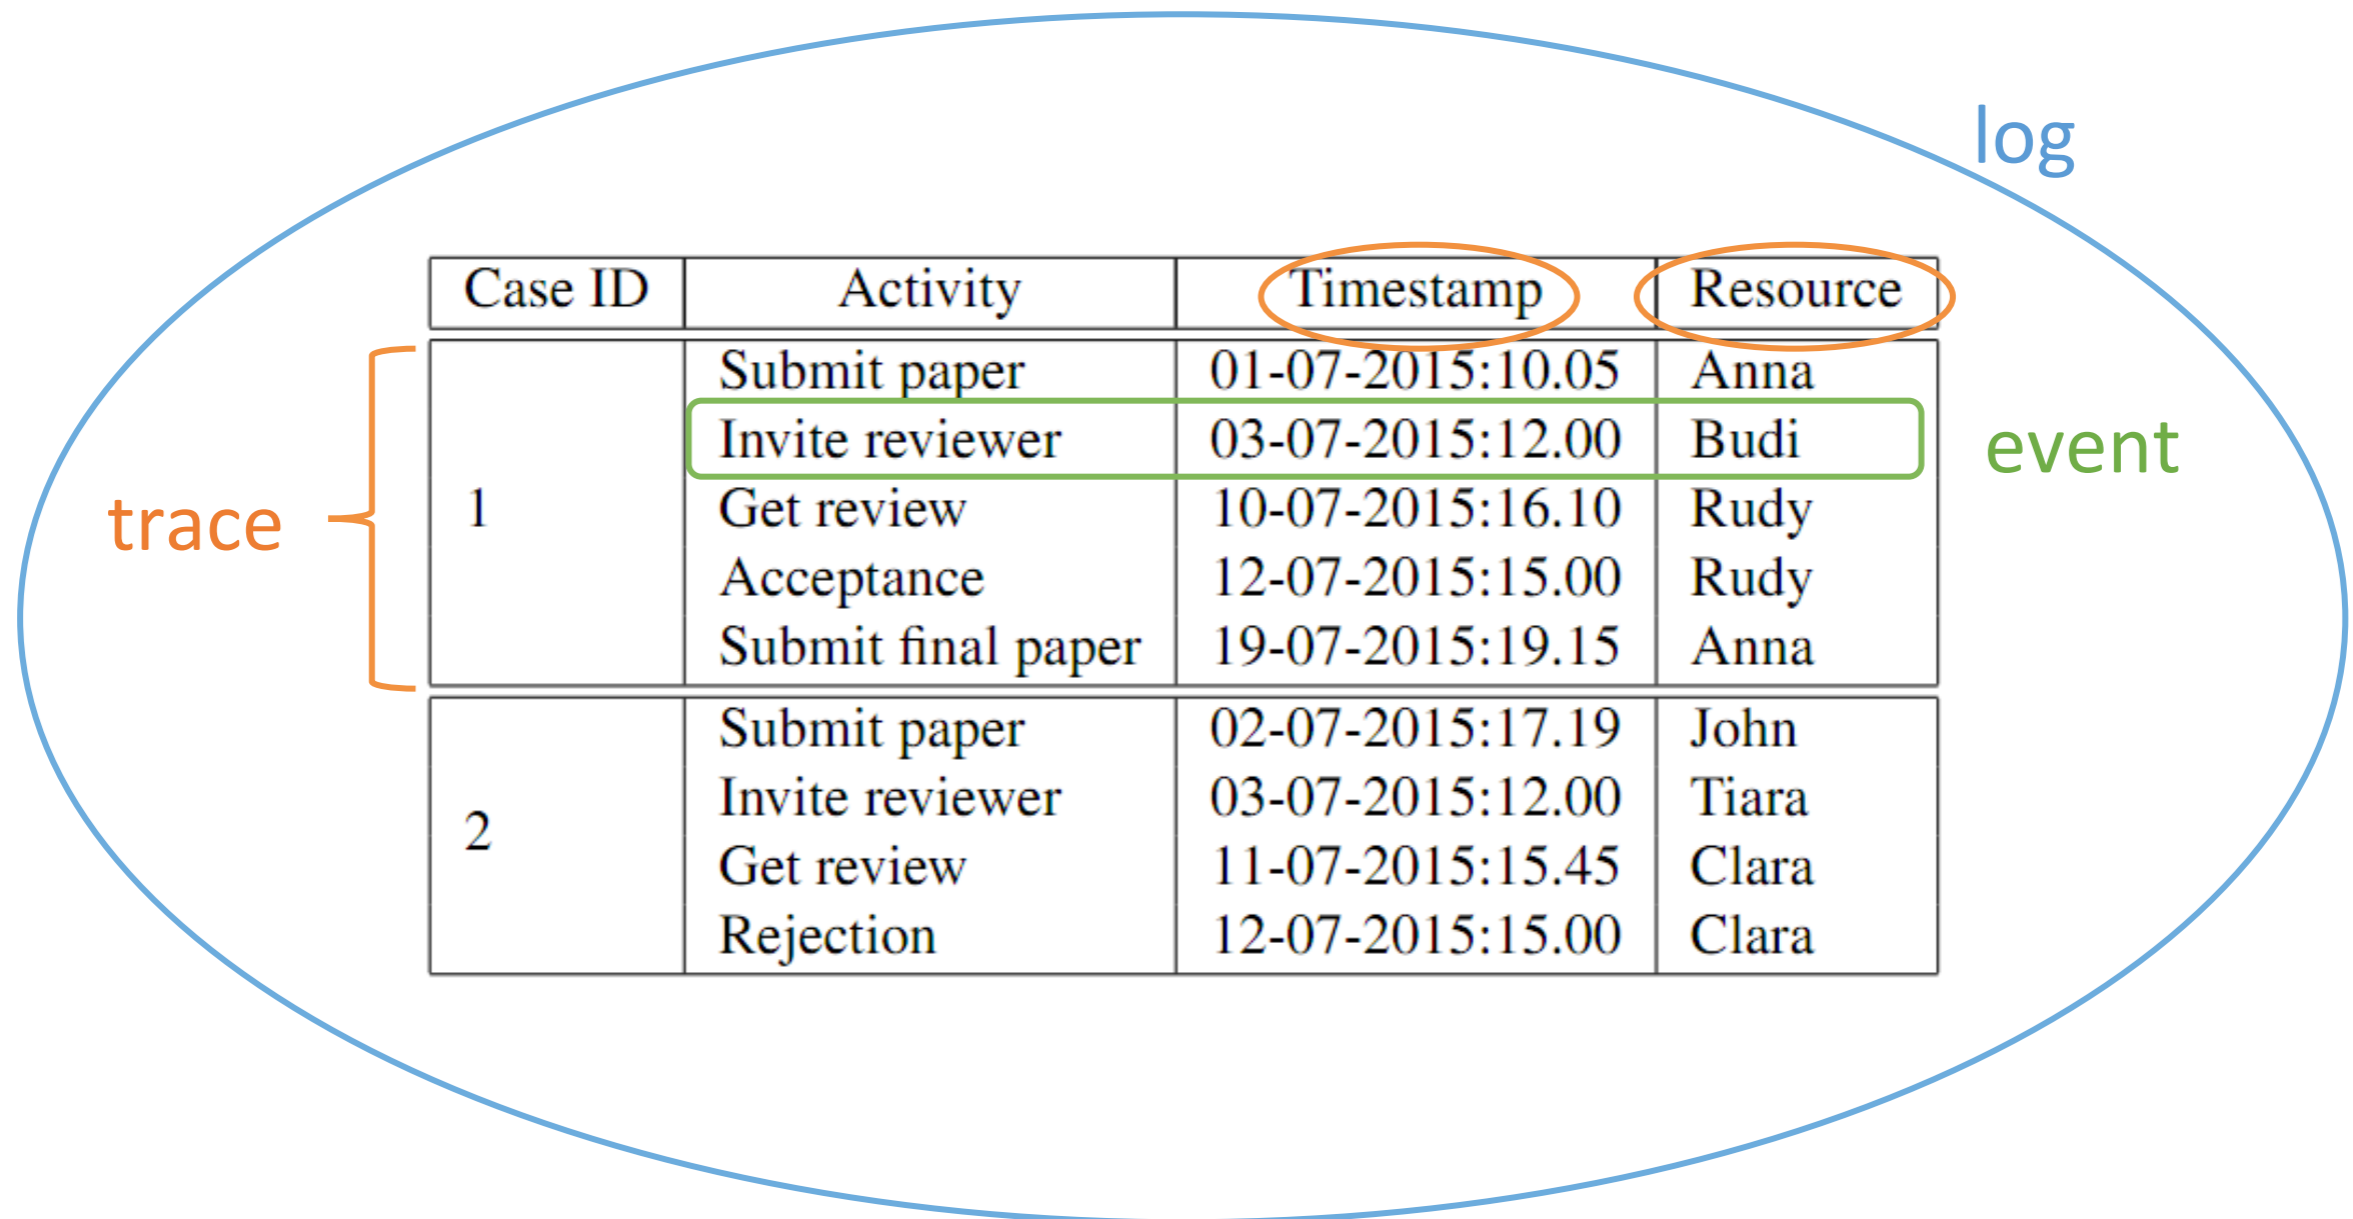 log
Case ID Activity Timestamp Resource
Submit paper 01-07-2015:10.05 Anna
Invite reviewer 03-07-2015:12.00 Budi
event
trace
1 Get review 10-07-2015:16.10 Rudy
Acceptance 12-07-2015:15.00 Rudy
Submit final paper 19-07-2015:19.15 Anna
Submit paper 02-07-2015:17.19 John
Invite reviewer 03-07-2015:12.00 Tiara
2 Get review 11-07-2015:15.45 Clara
Rejection 12-07-2015:15.00 Clara